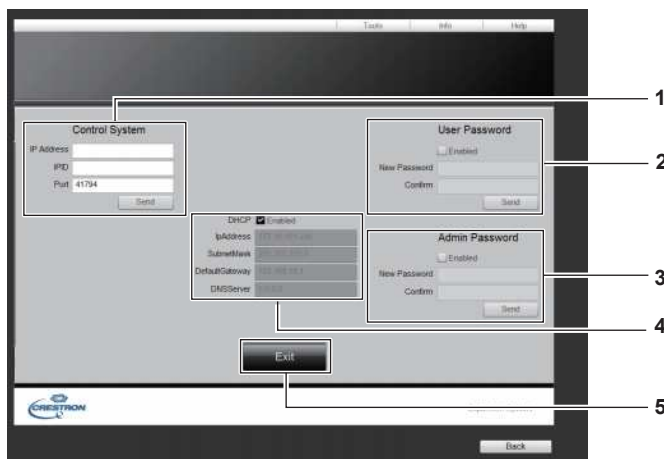 Tools Info Help
1
Control System
IP Address
IPID
Port 41794
Send
User Password
Enabled
New Password
Confirm
Send
2
DHCP Enabled
IpAddress
SubnetMask
DefaultGateway
DNSServer
Admin Password
Enabled
New Password
Confirm
Send
3
4
Exit
5
CRESTRON
Back